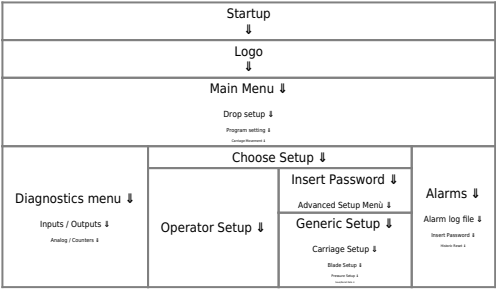 Startup
⇓
Logo
⇓
Main Menu ⇓
Drop setup ⇓
Program setting ⇓
Carriage Movement ⇓
Diagnostics menu ⇓
Inputs / Outputs ⇓
Analog / Counters ⇓
Choose Setup ⇓
Operator Setup ⇓
Insert Password ⇓
Advanced Setup Menù ⇓
Generic Setup ⇓
Carriage Setup ⇓
Blade Setup ⇓
Pressure Setup ⇓
Alarms ⇓
Alarm log file ⇓
Insert Password ⇓
Historic Reset ⇓